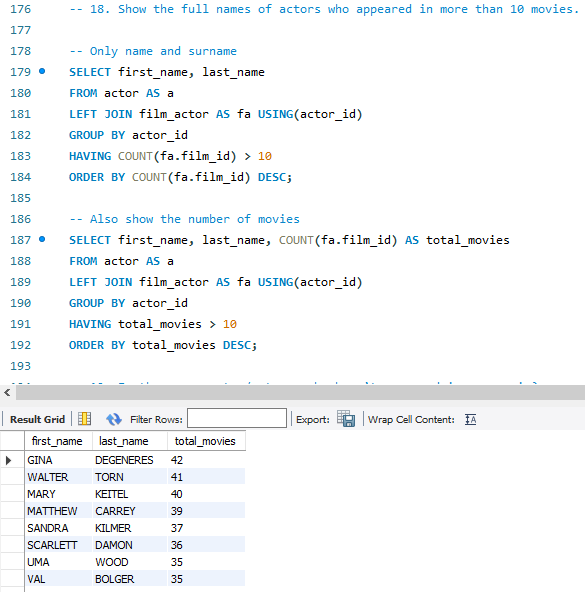 176 -- 18. Show the full names of actors who appeared in more than 10 movies.
177
178 -- Only name and surname
179 SELECT first_name, last_name
180 FROM actor AS a
181 LEFT JOIN film_actor AS fa USING(actor_id)
182 GROUP BY actor_id
183 HAVING COUNT(fa.film_id) > 10
184 ORDER BY COUNT(fa.film_id) DESC;
185
186 -- Also show the number of movies
187 SELECT first_name, last_name, COUNT(fa.film_id) AS total_movies
188 FROM actor AS a
189 LEFT JOIN film_actor AS fa USING(actor_id)
190 GROUP BY actor_id
191 HAVING total_movies > 10
192 ORDER BY total_movies DESC;
193
Result Grid Filter Rows: Export: Wrap Cell Content:
first_name last_name total_movies
GINA DEGENERES 42
WALTER TORN 41
MARY KEITEL 40
MATTHEW CARREY 39
SANDRA KILMER 37
SCARLETT DAMON 36
UMA WOOD 35
VAL BOLGER 35